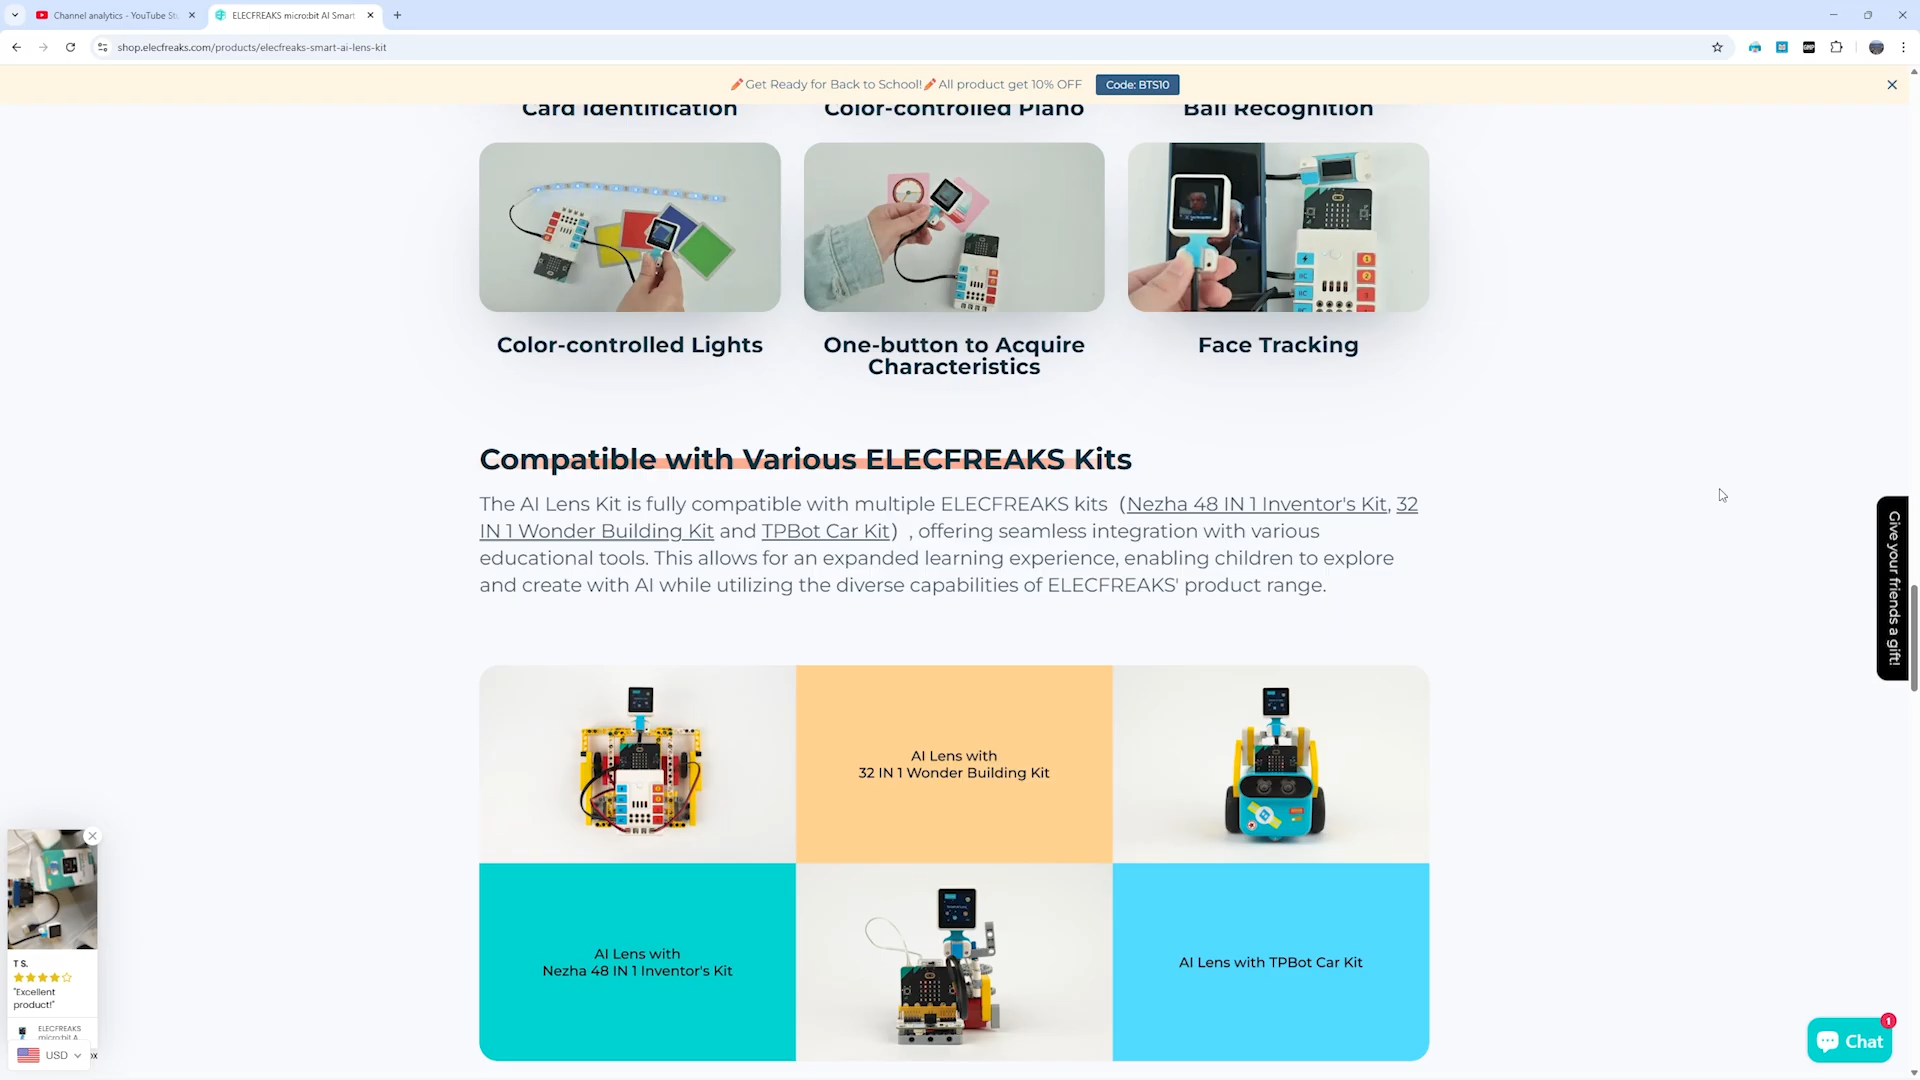 Channel analytics - YouTube Stu
ELECFREAKS micro:bit AI Smart
shop.elecfreaks.com/products/elecfreaks-smart-ai-lens-kit
Get Ready for Back to School! All product get 10% OFF
Code: BTS10
Card Identification
Color-controlled Piano
Ball Recognition
Color-controlled Lights
One-button to Acquire
Characteristics
Face Tracking
Compatible with Various ELECFREAKS Kits
The AI Lens Kit is fully compatible with multiple ELECFREAKS kits（Nezha 48 IN 1 Inventor's Kit, 32
IN 1 Wonder Building Kit and TPBot Car Kit）, offering seamless integration with various
educational tools. This allows for an expanded learning experience, enabling children to explore
and create with AI while utilizing the diverse capabilities of ELECFREAKS' product range.
Give your friends a gift!
AI Lens with
32 IN 1 Wonder Building Kit
AI Lens with
Nezha 48 IN 1 Inventor's Kit
AI Lens with TPBot Car Kit
T S.
"Excellent
product!"
ELECFREAKS
micro:bit A
USD
1
Chat